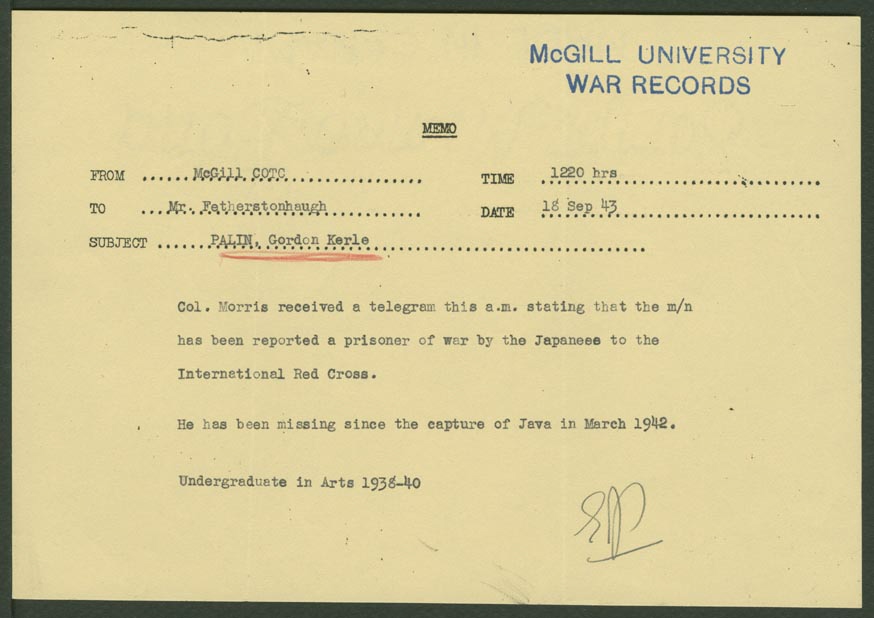 McGILL UNIVERSITY
WAR RECORDS
MEMO
FROM ...... McGill COTC ..................
TIME .1220 hrs...........................
TO ....Mr. Fetherstonhaugh.............
DATE 18 Sep 43............................
SUBJECT ......PALIN, Gordon Kerle...................................
Col. Morris received a telegram this a.m. stating that the m/n
has been reported a prisoner of war by the Japaneee to the
International Red Cross.
He has been missing since the capture of Java in March 1942.
Undergraduate in Arts 1938-40